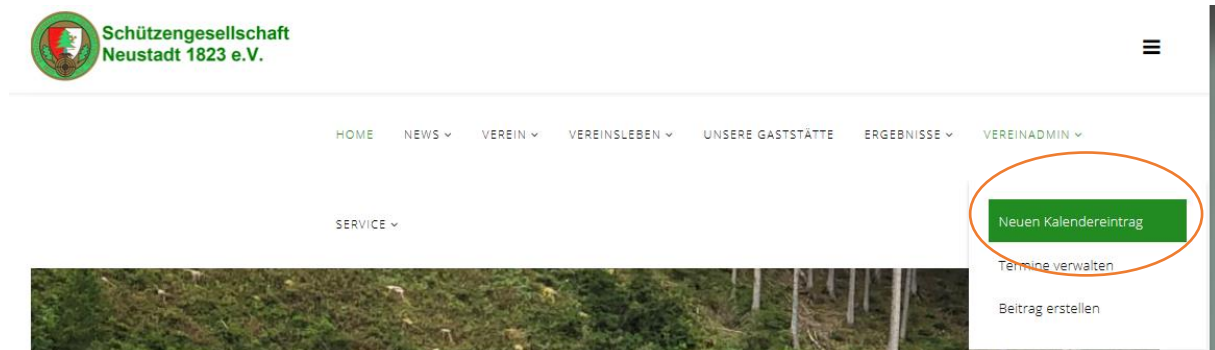 Schützengesellschaft
Neustadt 1823 e.V.
HOME NEWS VEREIN VEREINSLEBEN UNSERE GASTSTÄTTE ERGEBNISSE VEREINADMIN
SERVICE
Neuen Kalendereintrag
Termine verwalten
Beitrag erstellen